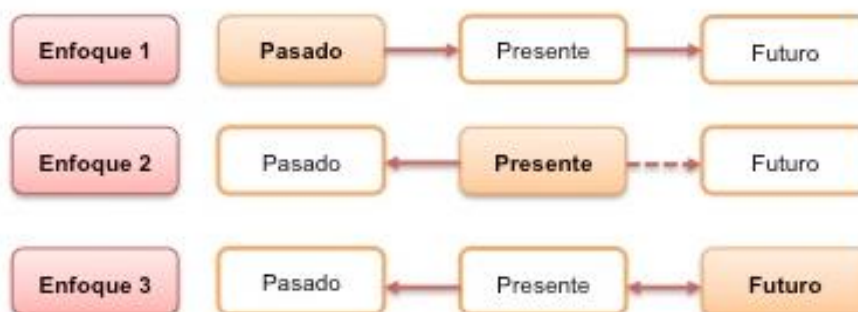 Enfoque 1 Pasado Presente Futuro
Enfoque 2 Pasado Presente Futuro
Enfoque 3 Pasado Presente Futuro